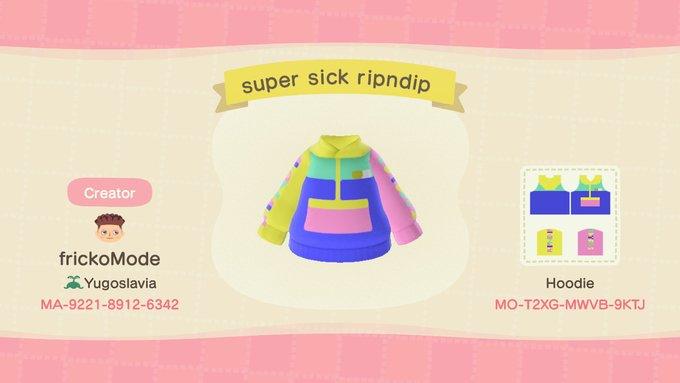 super sick ripndip
Creator
frickoMode
Yugoslavia
MA-9221-8912-6342
Hoodie
MO-T2XG-MWVB-9KTJ